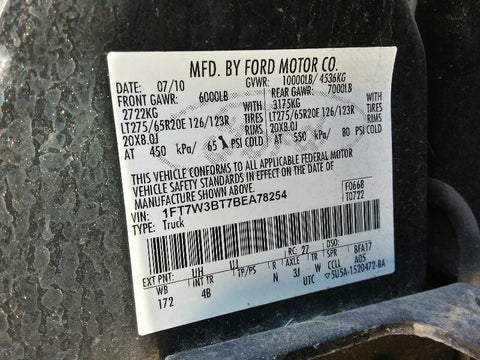 MFD. BY FORD MOTOR CO.
DATE: 07/10 GVWR: 10000LB/ 4536KG
FRONT GAWR: 6000LB REAR GAWR: 7000LB
2722KG WITH 3175KG WITH
LT275/65R20E 126/123R TIRES LT275/65R20E 126/123R TIRES
20X8.0J RIMS 20X8.0J RIMS
AT 450 kPa/ 65 PSI COLD AT 550 kPa/ 80 PSI COLD
THIS VEHICLE CONFORMS TO ALL APPLICABLE FEDERAL MOTOR
VEHICLE SAFETY STANDARDS IN EFFECT ON THE DATE OF
MANUFACTURE SHOWN ABOVE.
VIN: 1FT7W3BT7BEA78254 F0668
TYPE: Truck T0722
EXT PNT: UH UJ RC: 27 DSO:
WB INT TR TP/PS R AXLE TR SPR BFA17
172 4B N 3J W CCLL A05
UTC 5U5A-1520472-BA